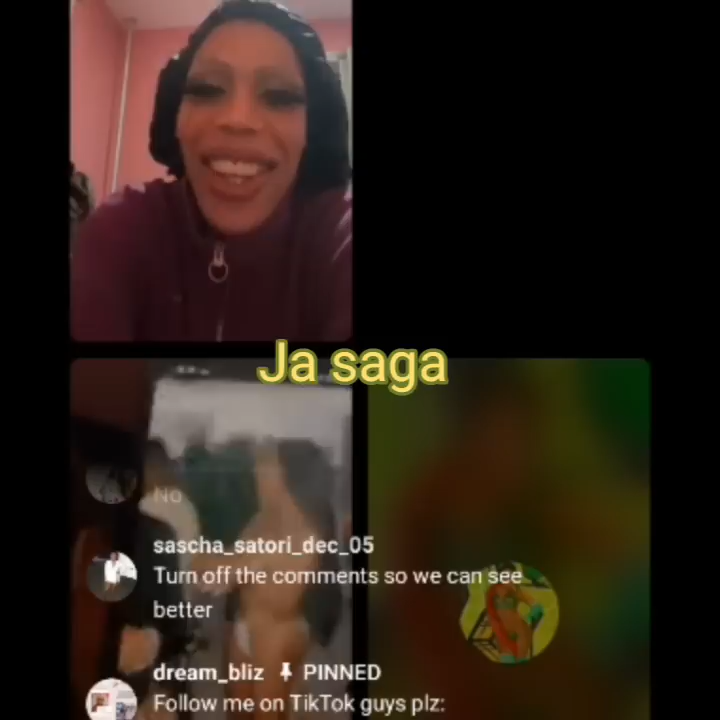 Ja saga
No
sascha_satori_dec_05
Turn off the comments so we can see
better
dream_bliz PINNED
Follow me on TikTok guys plz: